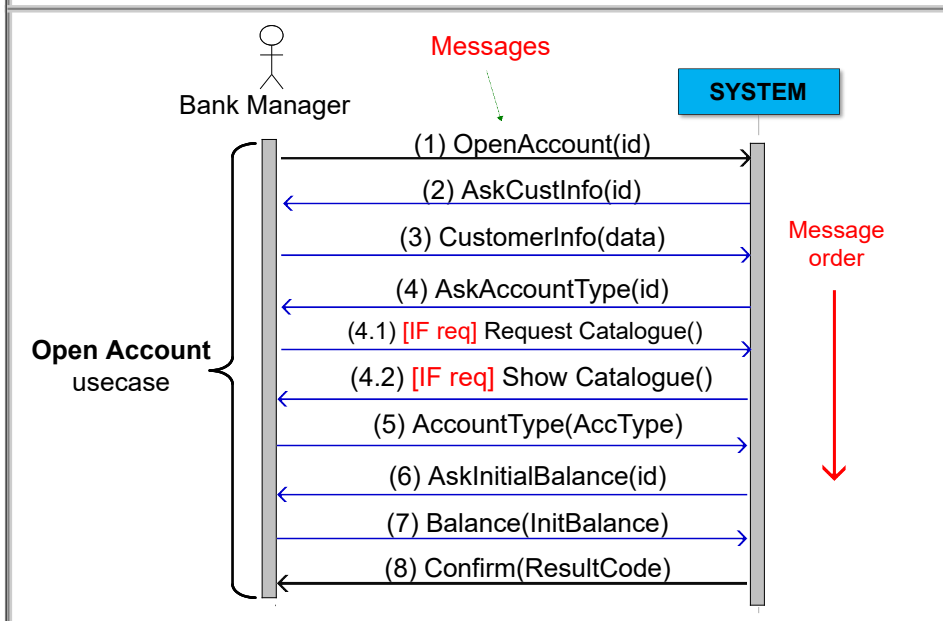 Messages
Bank Manager
SYSTEM
(1) OpenAccount(id)
(2) AskCustInfo(id)
(3) CustomerInfo(data)
Message
order
(4) AskAccountType(id)
(4.1) [IF req] Request Catalogue()
Open Account
usecase
(4.2) [IF req] Show Catalogue()
(5) AccountType(AccType)
(6) AskInitialBalance(id)
(7) Balance(InitBalance)
(8) Confirm(ResultCode)